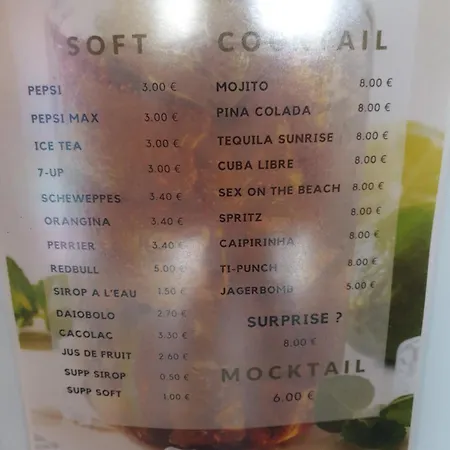 SOFT
PEPSI 3,00 €
PEPSI MAX 3.00 €
ICE TEA 3.00 €
7-UP 3.00 €
SCHEWEPPES 3.40 €
ORANGINA 3.40 €
PERRIER 3.40 €
REDBULL 5.00 €
SIROP A L'EAU 1.50 €
DAIOBOLO 2.70 €
CACOLAC 3.30 €
JUS DE FRUIT 2.60 €
SUPP SIROP 0.50 €
SUPP SOFT 1.00 €
COCKTAIL
MOJITO 8.00 €
PINA COLADA 8.00 €
TEQUILA SUNRISE 8.00 €
CUBA LIBRE 8.00 €
SEX ON THE BEACH 8.00 €
SPRITZ 8.00 €
CAIPIRINHA 8.00 €
TI-PUNCH 8.00 €
JAGERBOMB 5.00 €
SURPRISE ?
8.00 €
MOCKTAIL
6.00 €